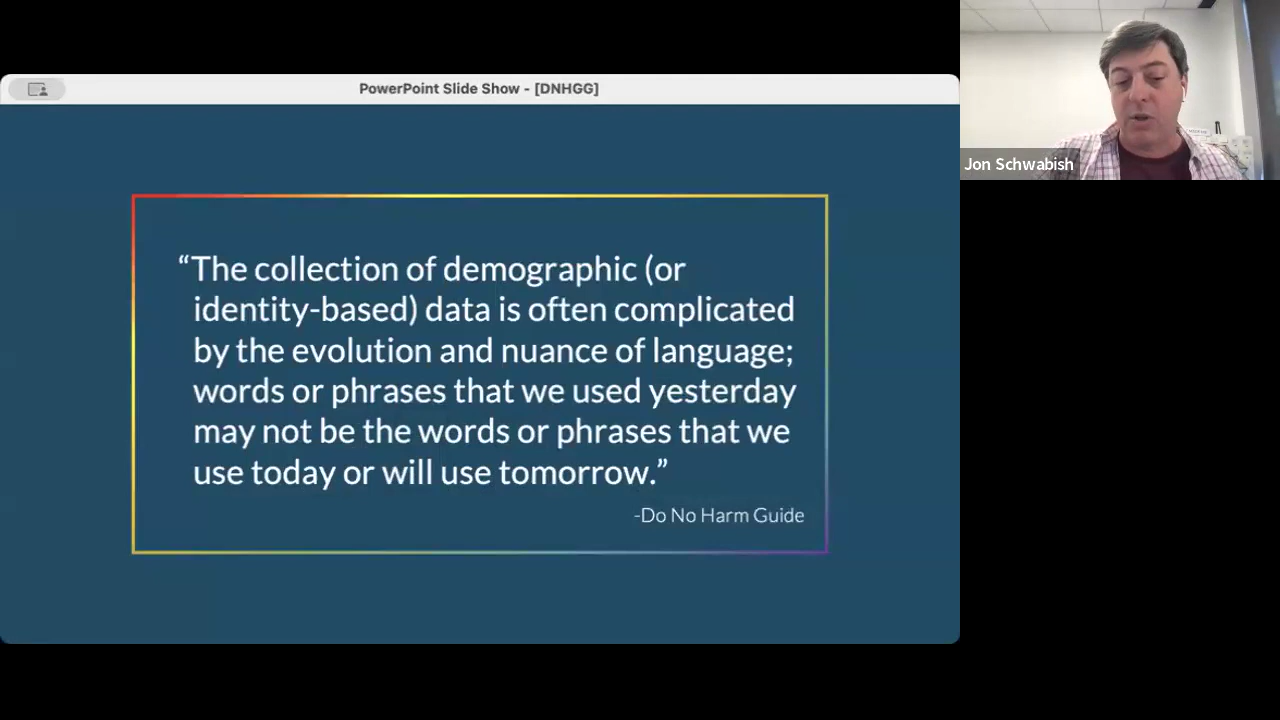 PowerPoint Slide Show - [DNHGG]
Jon Schwabish
“The collection of demographic (or
identity-based) data is often complicated
by the evolution and nuance of language;
words or phrases that we used yesterday
may not be the words or phrases that we
use today or will use tomorrow.”
-Do No Harm Guide